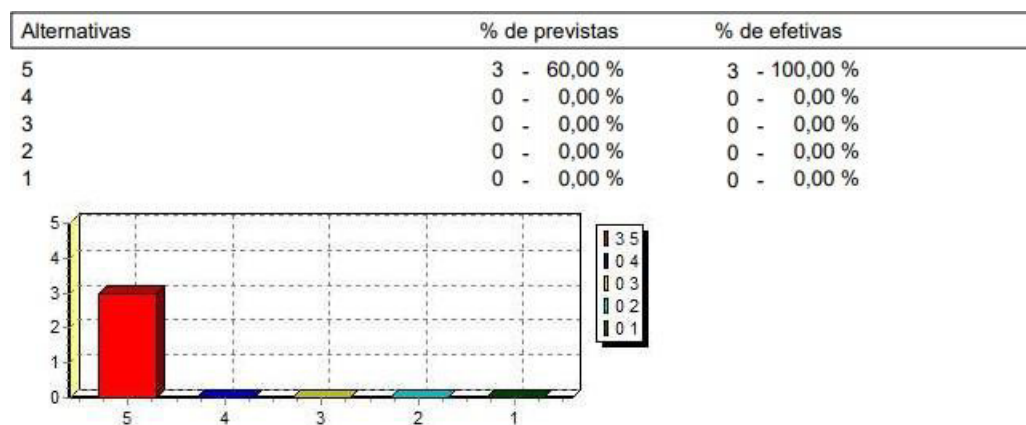 Alternativas % de previstas % de efetivas
5 3 - 60,00 % 3 - 100,00 %
4 0 - 0,00 % 0 - 0,00 %
3 0 - 0,00 % 0 - 0,00 %
2 0 - 0,00 % 0 - 0,00 %
1 0 - 0,00 % 0 - 0,00 %
5
4
3
2
1
0
5 4 3 2 1
3 5
0 4
0 3
0 2
0 1